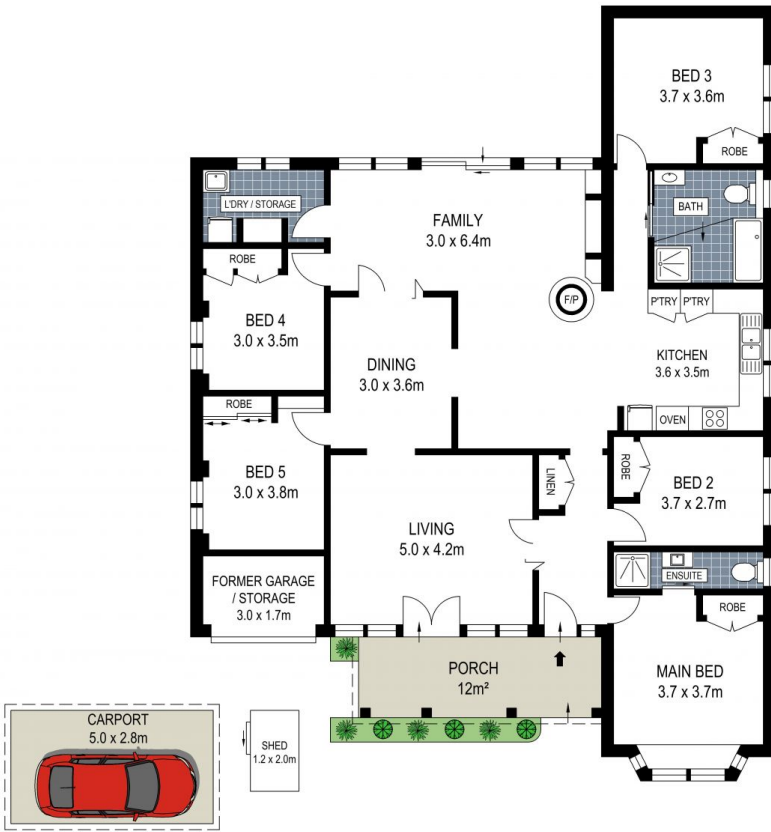 BED 3
3.7 x 3.6m
ROBE
L'DRY / STORAGE
BATH
FAMILY
3.0 x 6.4m
ROBE
BED 4
3.0 x 3.5m
F/P
P'TRY P'TRY
DINING
3.0 x 3.6m
KITCHEN
3.6 x 3.5m
OVEN
ROBE
BED 5
3.0 x 3.8m
LINEN
ROBE
BED 2
3.7 x 2.7m
LIVING
5.0 x 4.2m
FORMER GARAGE
/ STORAGE
3.0 x 1.7m
ENSUITE
ROBE
PORCH
12m²
MAIN BED
3.7 x 3.7m
CARPORT
5.0 x 2.8m
SHED
1.2 x 2.0m